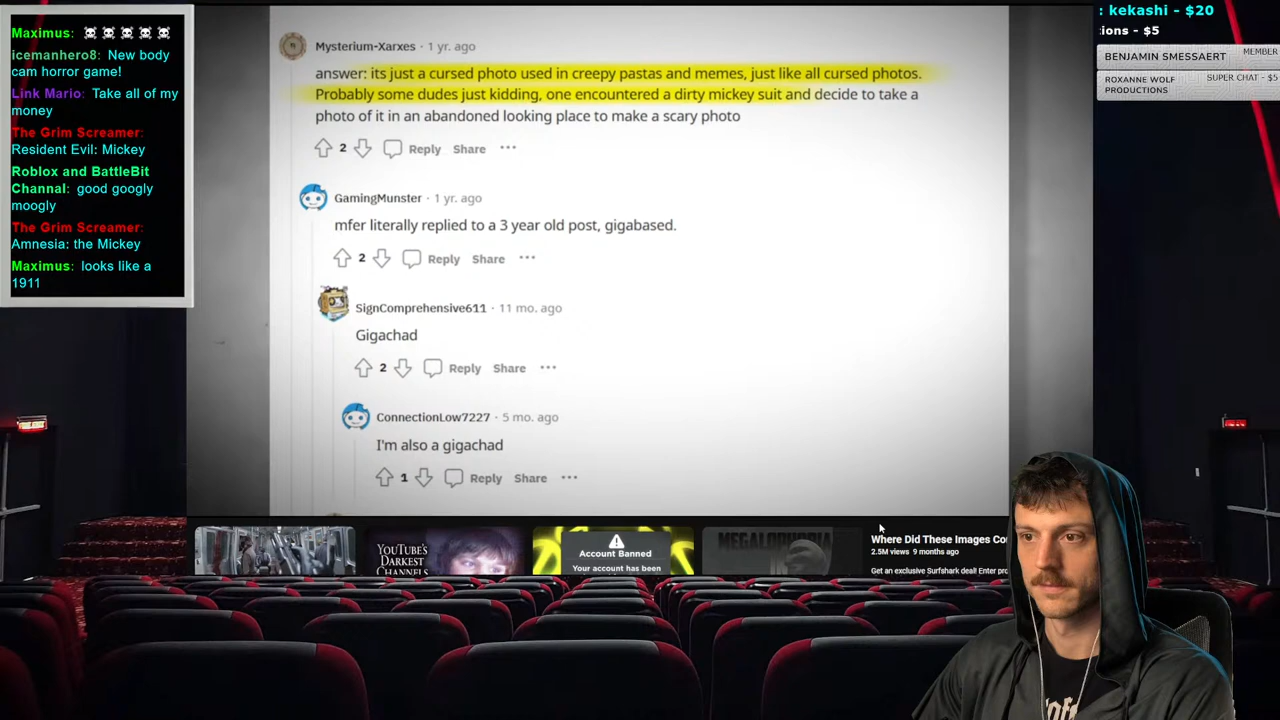 Maximus: ☠☠☠☠☠
icemanhero8: New body
cam horror game!
Link Mario: Take all of my
money
The Grim Screamer:
Resident Evil: Mickey
Roblox and BattleBit
Channal: good googly
moogly
The Grim Screamer:
Amnesia: the Mickey
Maximus: looks like a
1911
Mysterium-Xarxes · 1 yr. ago
answer: its just a cursed photo used in creepy pastas and memes, just like all cursed photos.
Probably some dudes just kidding, one encountered a dirty mickey suit and decide to take a
photo of it in an abandoned looking place to make a scary photo
2 Reply Share ···
GamingMunster · 1 yr. ago
mfer literally replied to a 3 year old post, gigabased.
2 Reply Share ···
SignComprehensive611 · 11 mo. ago
Gigachad
2 Reply Share ···
ConnectionLow7227 · 5 mo. ago
I'm also a gigachad
1 Reply Share ···
: kekashi - $20
ions - $5
BENJAMIN SMESSAERT MEMBER
ROXANNE WOLF
PRODUCTIONS
SUPER CHAT - $5
YOUTUBE'S
DARKEST
CHANNELS
Account Banned
Your account has been
MEGALOPHOBIA
Where Did These Images Co
2.5M views 9 months ago
Get an exclusive Surfshark deal! Enter pro